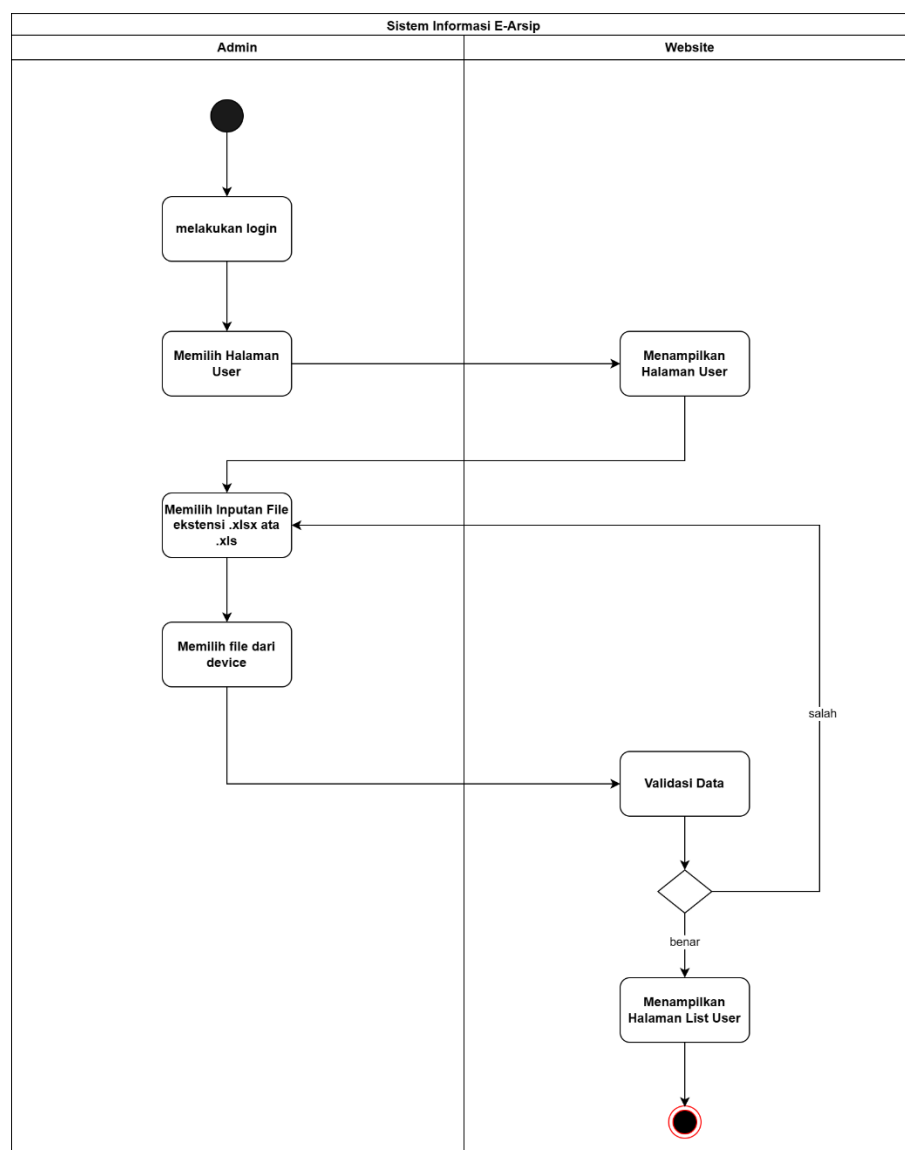 Sistem Informasi E-Arsip
Admin
Website
melakukan login
Memilih Halaman
User
Menampilkan
Halaman User
Memilih Inputan File
ekstensi .xlsx ata
.xls
Memilih file dari
device
salah
Validasi Data
benar
Menampilkan
Halaman List User